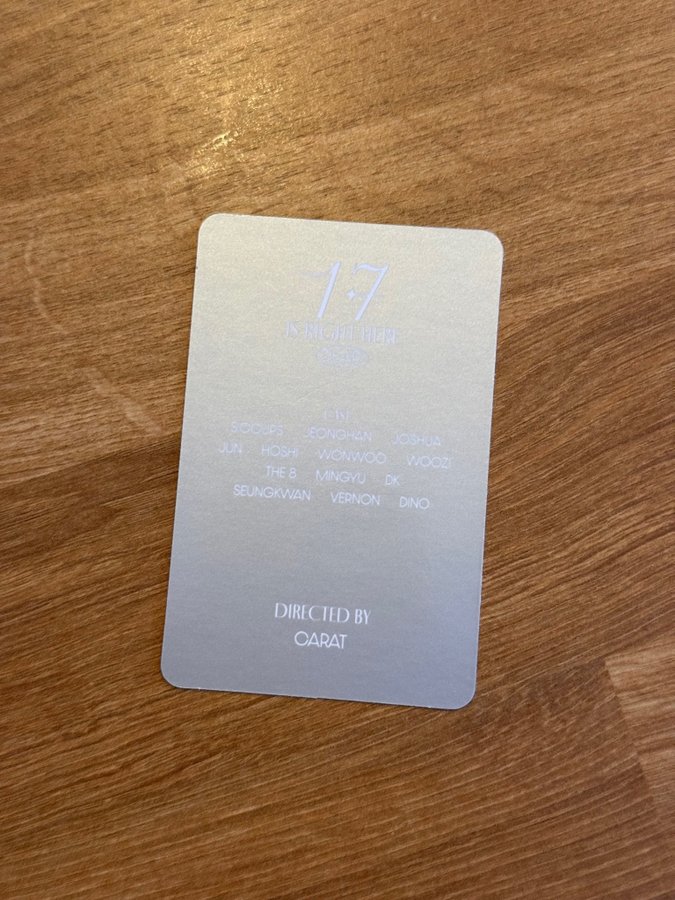 17
IS RIGHT HERE
CAST
S.COUPS JEONGHAN JOSHUA
JUN HOSHI WONWOO WOOZI
THE 8 MINGYU DK
SEUNGKWAN VERNON DINO
DIRECTED BY
CARAT